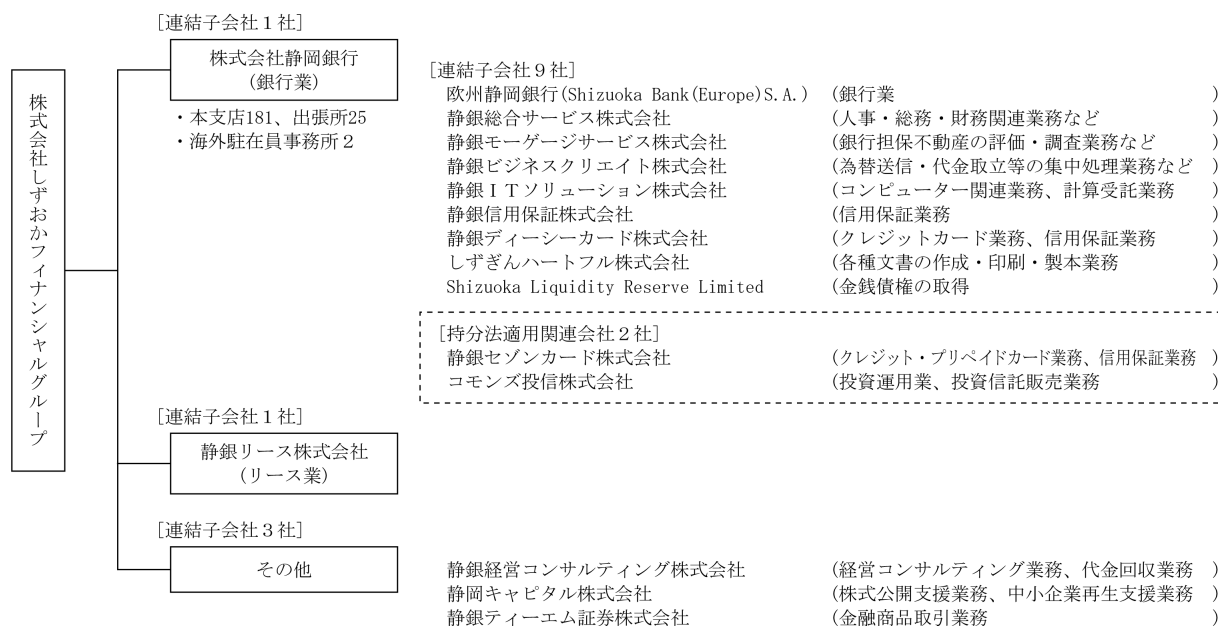 株式会社しずおかフィナンシャルグループ
[連結子会社１社]
株式会社静岡銀行
(銀行業)
・本支店181、出張所25
・海外駐在員事務所２
[連結子会社９社]
欧州静岡銀行(Shizuoka Bank(Europe)S.A.) (銀行業 )
静銀総合サービス株式会社 (人事・総務・財務関連業務など )
静銀モーゲージサービス株式会社 (銀行担保不動産の評価・調査業務など )
静銀ビジネスクリエイト株式会社 (為替送信・代金取立等の集中処理業務など )
静銀ＩＴソリューション株式会社 (コンピューター関連業務、計算受託業務 )
静銀信用保証株式会社 (信用保証業務 )
静銀ディーシーカード株式会社 (クレジットカード業務、信用保証業務 )
しずぎんハートフル株式会社 (各種文書の作成・印刷・製本業務 )
Shizuoka Liquidity Reserve Limited (金銭債権の取得 )
[持分法適用関連会社２社]
静銀セゾンカード株式会社 (クレジット・プリペイドカード業務、信用保証業務 )
コモンズ投信株式会社 (投資運用業、投資信託販売業務 )
[連結子会社１社]
静銀リース株式会社
(リース業)
[連結子会社３社]
その他
静銀経営コンサルティング株式会社 (経営コンサルティング業務、代金回収業務 )
静岡キャピタル株式会社 (株式公開支援業務、中小企業再生支援業務 )
静銀ティーエム証券株式会社 (金融商品取引業務 )